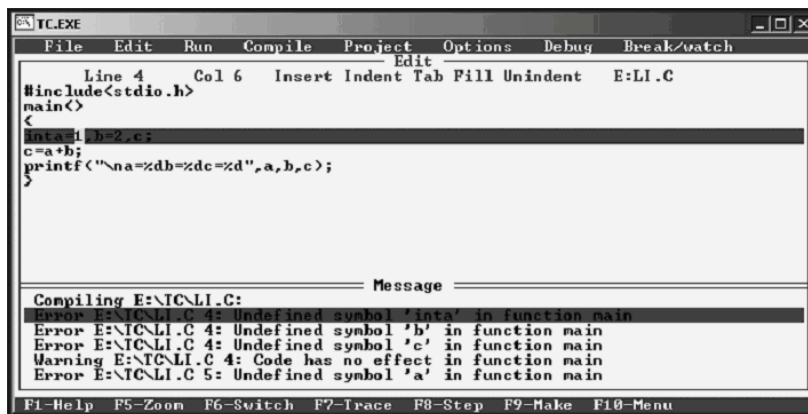 TC.EXE
File Edit Run Compile Project Options Debug Break/watch
Edit
Line 4 Col 6 Insert Indent Tab Fill Unindent E:LI.C
#include<stdio.h>
main()
{
inta=1,b=2,c;
c=a+b;
printf("\na=%db=%dc=%d",a,b,c);
}
Message
Compiling E:\TC\LI.C:
Error E:\TC\LI.C 4: Undefined symbol 'inta' in function main
Error E:\TC\LI.C 4: Undefined symbol 'b' in function main
Error E:\TC\LI.C 4: Undefined symbol 'c' in function main
Warning E:\TC\LI.C 4: Code has no effect in function main
Error E:\TC\LI.C 5: Undefined symbol 'a' in function main
F1-Help F5-Zoom F6-Switch F7-Trace F8-Step F9-Make F10-Menu